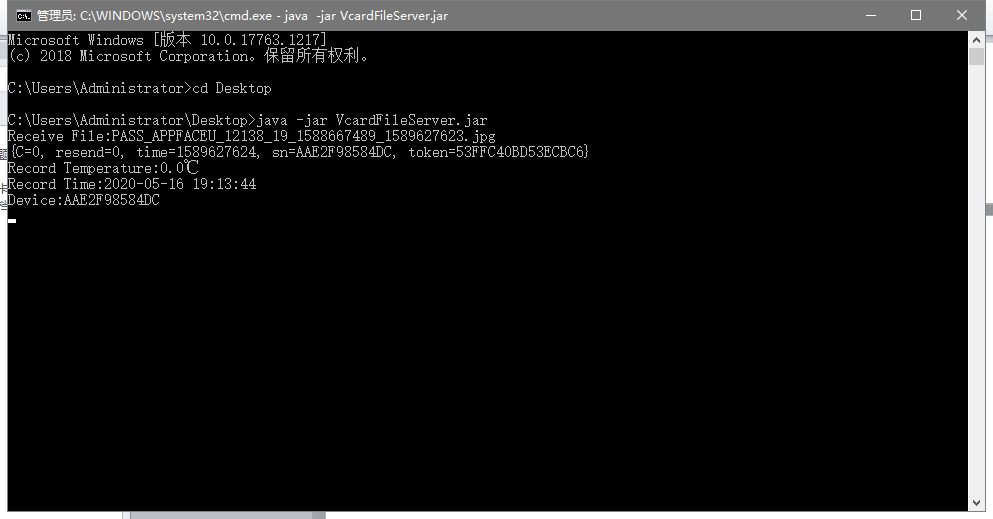 管理员: C:\WINDOWS\system32\cmd.exe - java  -jar VcardFileServer.jar
Microsoft Windows [版本 10.0.17763.1217]
(c) 2018 Microsoft Corporation。保留所有权利。
C:\Users\Administrator>cd Desktop
C:\Users\Administrator\Desktop>java -jar VcardFileServer.jar
Receive File:PASS_APPFACEU_12138_19_1588667489_1589627623.jpg
{C=0, resend=0, time=1589627624, sn=AAE2F98584DC, token=53FFC40BD53ECBC6}
Record Temperature:0.0℃
Record Time:2020-05-16 19:13:44
Device:AAE2F98584DC